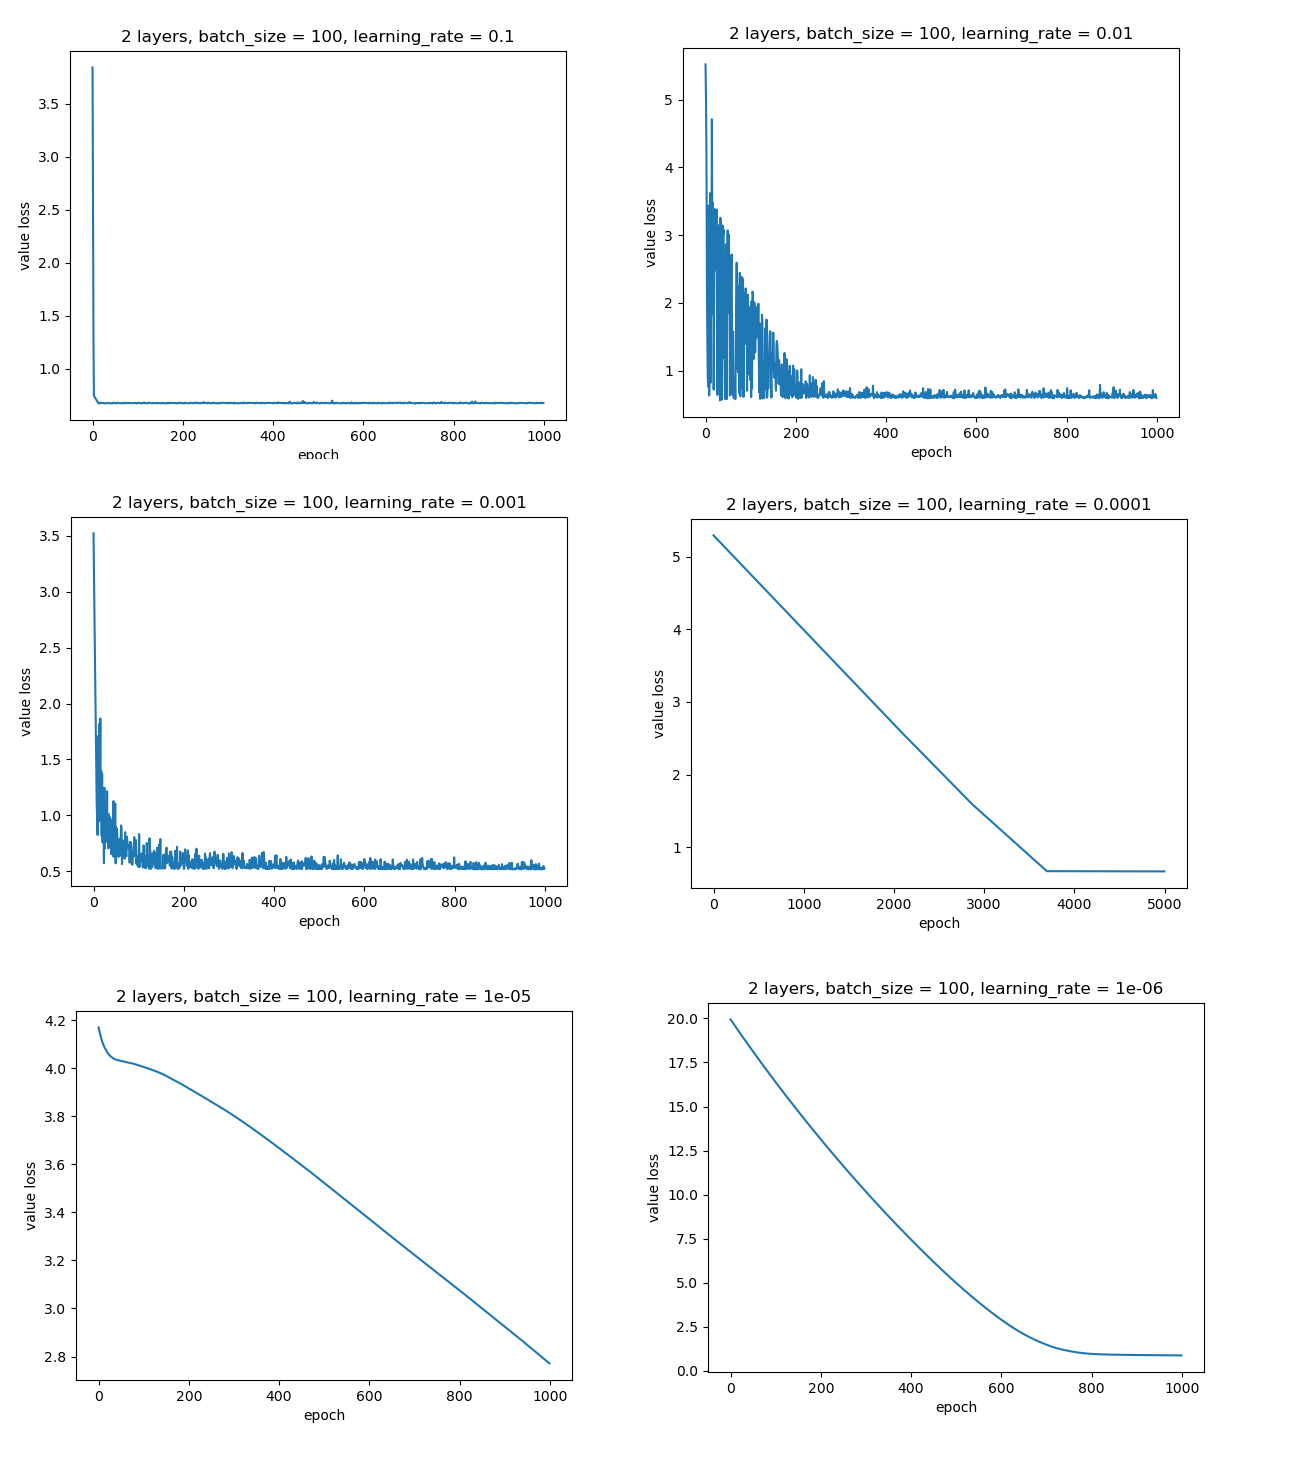 2 layers, batch_size = 100, learning_rate = 0.1
value loss
3.5
3.0
2.5
2.0
1.5
1.0
0 200 400 600 800 1000
epoch
2 layers, batch_size = 100, learning_rate = 0.01
value loss
5
4
3
2
1
0 200 400 600 800 1000
epoch
2 layers, batch_size = 100, learning_rate = 0.001
value loss
3.5
3.0
2.5
2.0
1.5
1.0
0.5
0 200 400 600 800 1000
epoch
2 layers, batch_size = 100, learning_rate = 0.0001
value loss
5
4
3
2
1
0 1000 2000 3000 4000 5000
epoch
2 layers, batch_size = 100, learning_rate = 1e-05
value loss
4.2
4.0
3.8
3.6
3.4
3.2
3.0
2.8
0 200 400 600 800 1000
epoch
2 layers, batch_size = 100, learning_rate = 1e-06
value loss
20.0
17.5
15.0
12.5
10.0
7.5
5.0
2.5
0.0
0 200 400 600 800 1000
epoch